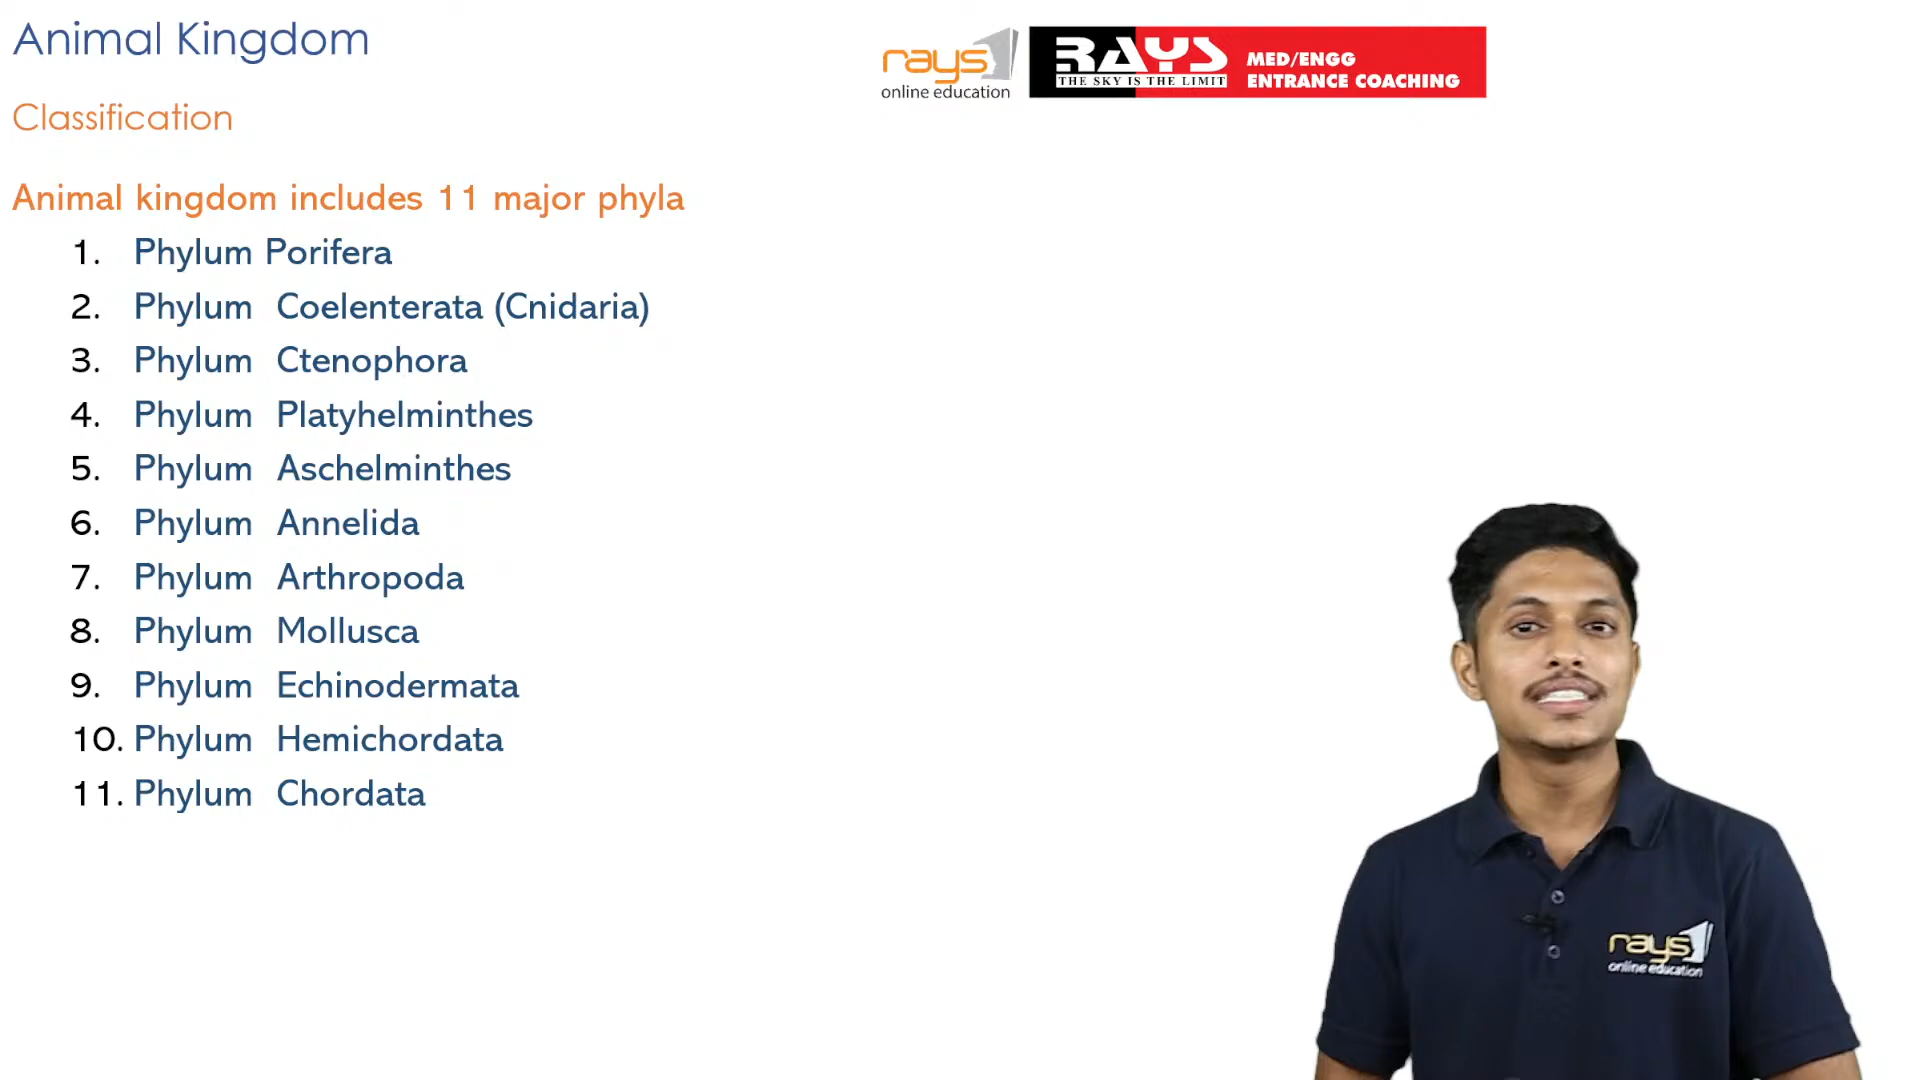 Animal Kingdom
rays
online education
RAYS
THE SKY IS THE LIMIT
MED/ENGG
ENTRANCE COACHING
Classification
Animal kingdom includes 11 major phyla
1. Phylum Porifera
2. Phylum Coelenterata (Cnidaria)
3. Phylum Ctenophora
4. Phylum Platyhelminthes
5. Phylum Aschelminthes
6. Phylum Annelida
7. Phylum Arthropoda
8. Phylum Mollusca
9. Phylum Echinodermata
10. Phylum Hemichordata
11. Phylum Chordata
rays
online education